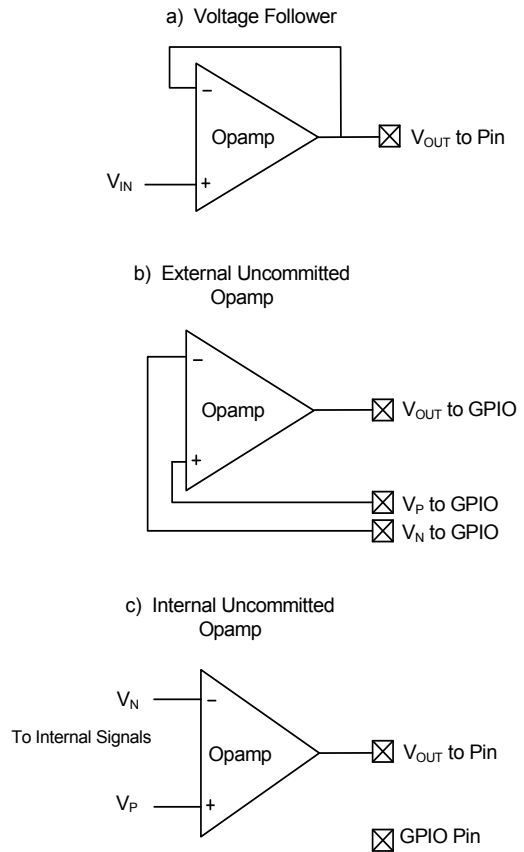 a) Voltage Follower
−
Opamp
VOUT to Pin
VIN
+
b) External Uncommitted
Opamp
−
Opamp
VOUT to GPIO
+
VP to GPIO
VN to GPIO
c) Internal Uncommitted
Opamp
VN
−
To Internal Signals
Opamp
VOUT to Pin
VP
+
GPIO Pin